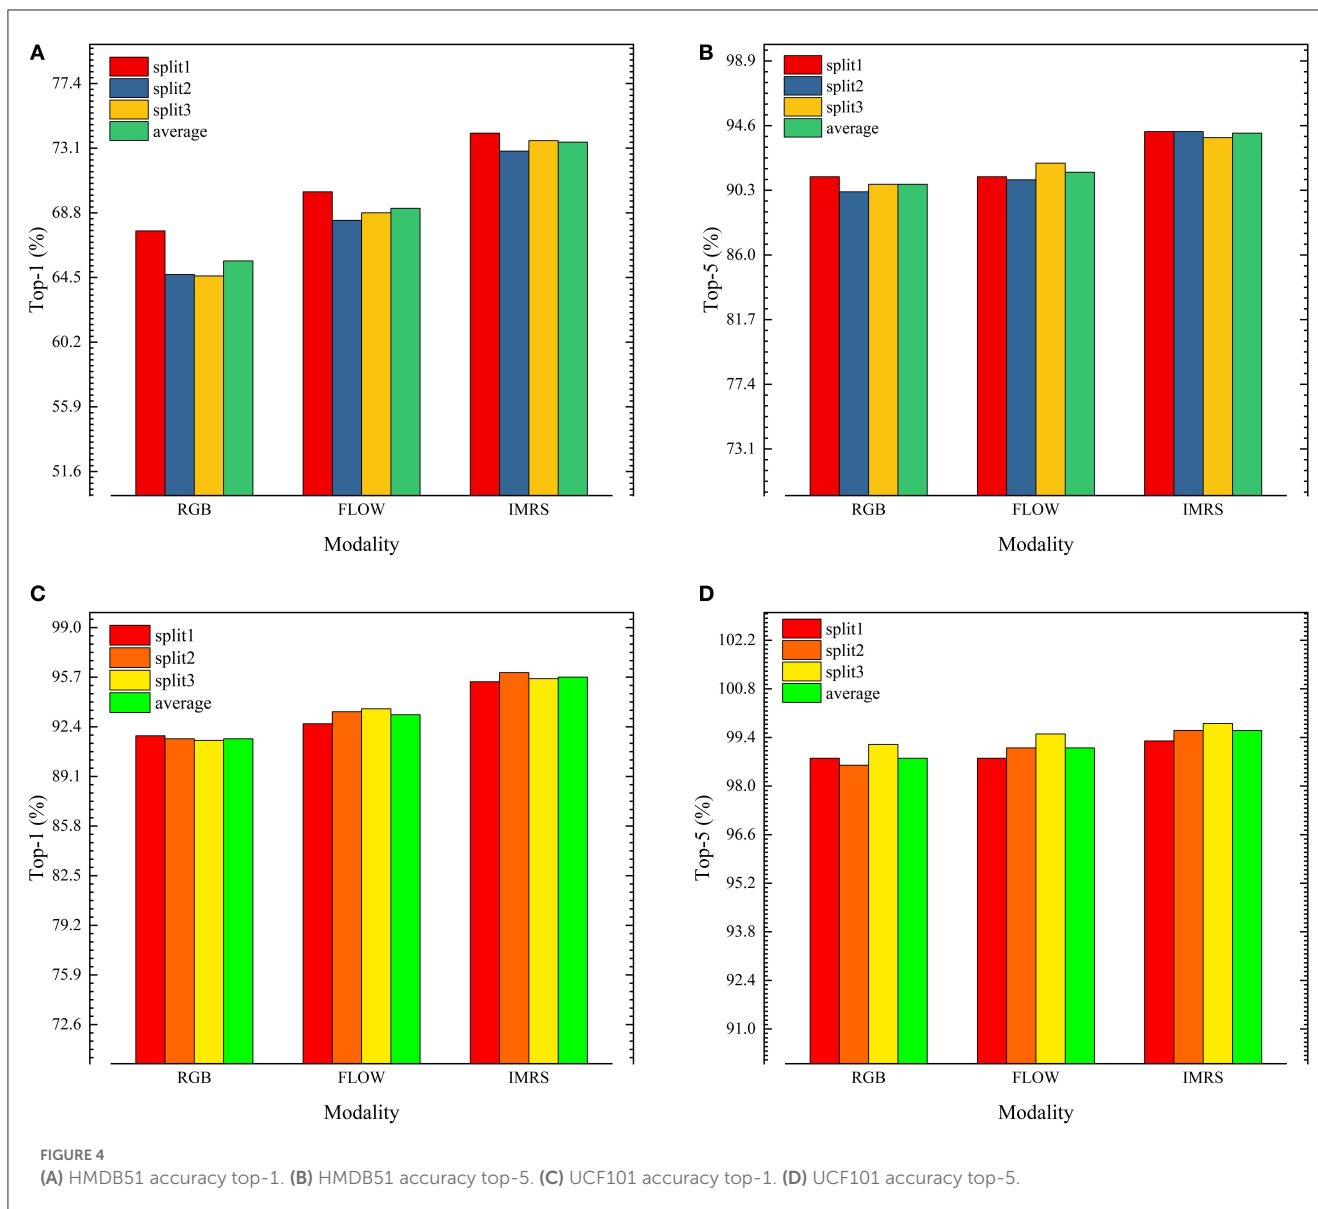 A
split1
split2
split3
average
77.4
73.1
68.8
64.5
60.2
55.9
51.6
Top-1 (%)
RGB FLOW IMRS
Modality
B
split1
split2
split3
average
98.9
94.6
90.3
86.0
81.7
77.4
73.1
Top-5 (%)
RGB FLOW IMRS
Modality
C
split1
split2
split3
average
99.0
95.7
92.4
89.1
85.8
82.5
79.2
75.9
72.6
Top-1 (%)
RGB FLOW IMRS
Modality
D
split1
split2
split3
average
102.2
100.8
99.4
98.0
96.6
95.2
93.8
92.4
91.0
Top-5 (%)
RGB FLOW IMRS
Modality
FIGURE 4
(A) HMDB51 accuracy top-1. (B) HMDB51 accuracy top-5. (C) UCF101 accuracy top-1. (D) UCF101 accuracy top-5.